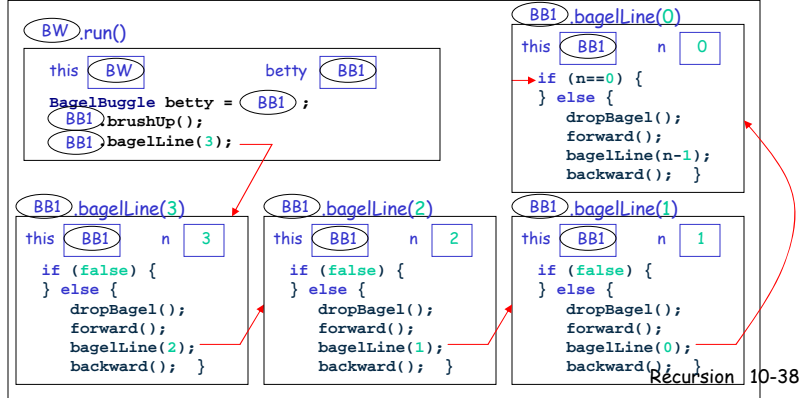 BW.run()
this BW betty BB1
BagelBuggle betty = BB1 ;
BB1.brushUp();
BB1.bagelLine(3);
BB1.bagelLine(0)
this BB1 n 0
if (n==0) {
} else {
dropBagel();
forward();
bagelLine(n-1);
backward(); }
BB1.bagelLine(3)
this BB1 n 3
if (false) {
} else {
dropBagel();
forward();
bagelLine(2);
backward(); }
BB1.bagelLine(2)
this BB1 n 2
if (false) {
} else {
dropBagel();
forward();
bagelLine(1);
backward(); }
BB1.bagelLine(1)
this BB1 n 1
if (false) {
} else {
dropBagel();
forward();
bagelLine(0);
backward(); }
Recursion 10-38